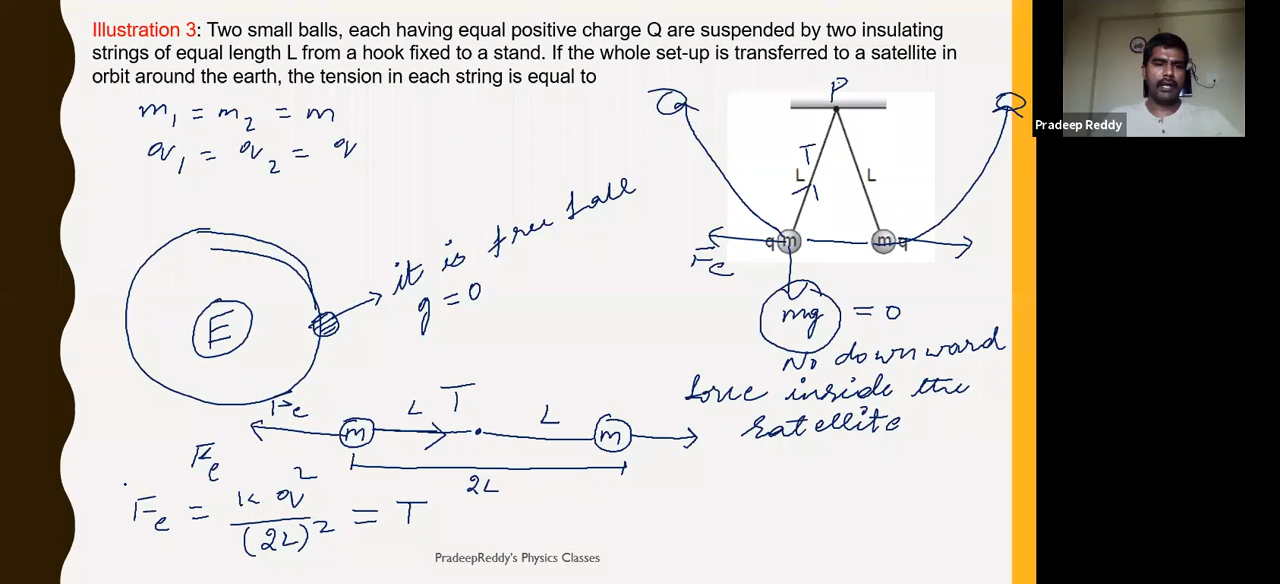 Illustration 3: Two small balls, each having equal positive charge Q are suspended by two insulating
strings of equal length L from a hook fixed to a stand. If the whole set-up is transferred to a satellite in
orbit around the earth, the tension in each string is equal to
m₁ = m₂ = m
q₁ = q₂ = q
P
T
L
L
q m
m q
Fe
mg = 0
No downward
force inside the
satellite
it is free fall
g = 0
E
Fe
L
T
L
m
m
2L
Fe
Fe = K q² / (2L)² = T
Pradeep Reddy
PradeepReddy's Physics Classes